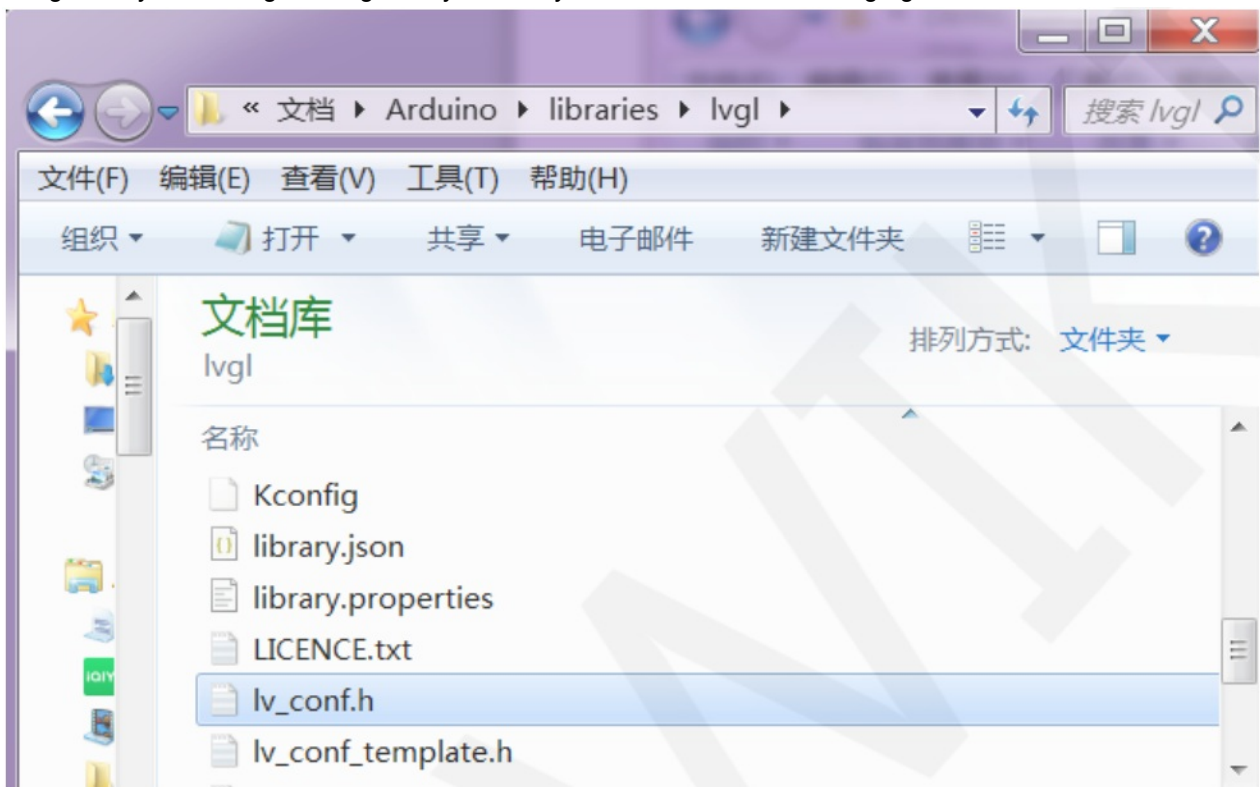 « 文档 ▸ Arduino ▸ libraries ▸ lvgl ▸ 搜索 lvgl
文件(F) 编辑(E) 查看(V) 工具(T) 帮助(H)
组织 打开 共享 电子邮件 新建文件夹
文档库
lvgl
排列方式: 文件夹
名称
Kconfig
library.json
library.properties
LICENCE.txt
lv_conf.h
lv_conf_template.h